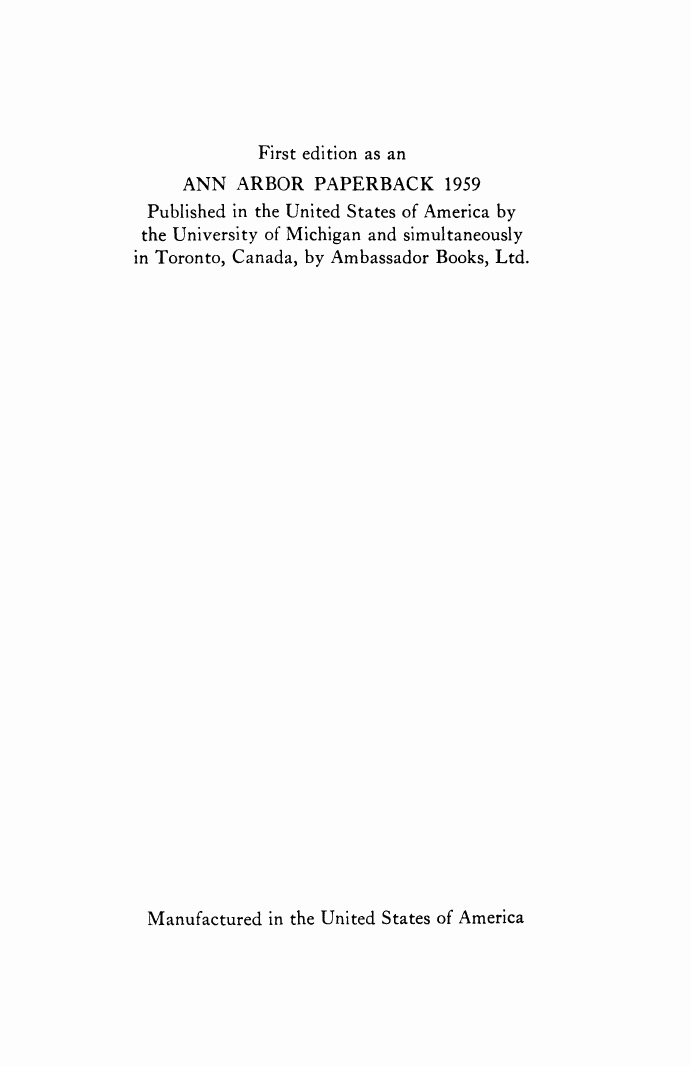 First edition as an
ANN ARBOR PAPERBACK 1959
Published in the United States of America by
the University of Michigan and simultaneously
in Toronto, Canada, by Ambassador Books, Ltd.
Manufactured in the United States of America